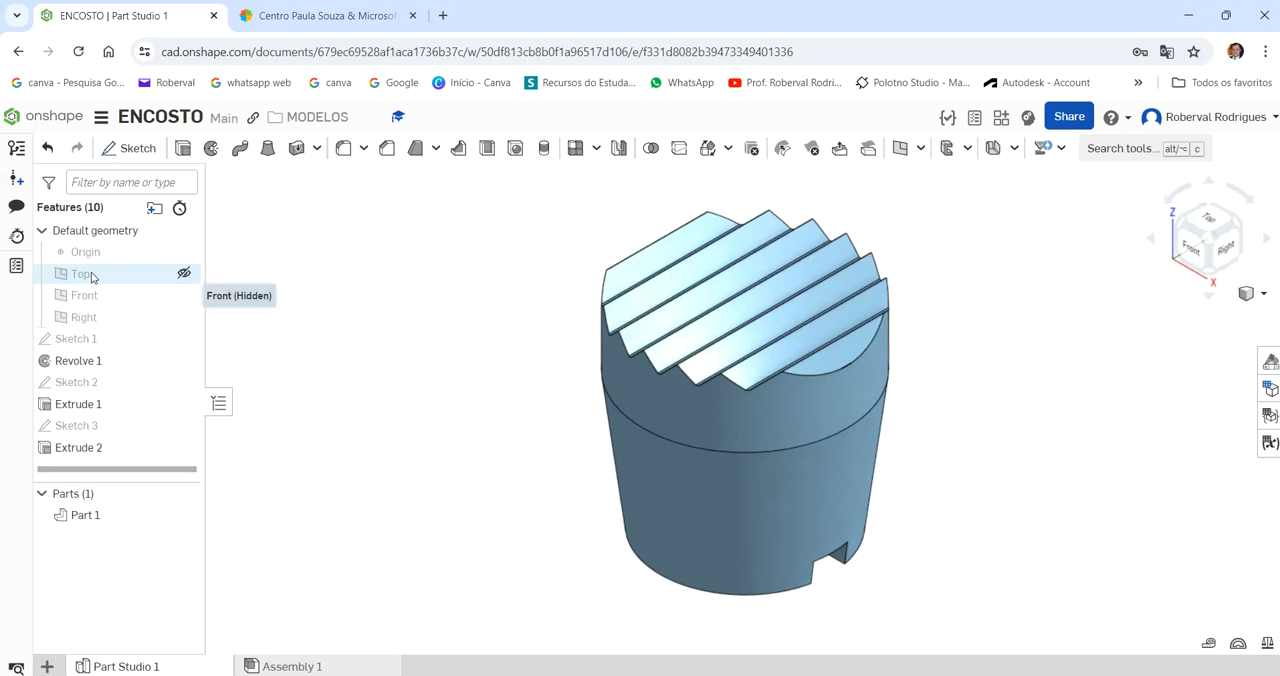 ENCOSTO | Part Studio 1
Centro Paula Souza & Microsof
cad.onshape.com/documents/679ec69528af1aca1736b37c/w/50df813cb8b0f1a96517d106/e/f331d8082b39473349401336
canva - Pesquisa Go...
Roberval
whatsapp web
canva
Google
Início - Canva
Recursos do Estuda...
WhatsApp
Prof. Roberval Rodri...
Polotno Studio - Ma...
Autodesk - Account
»
Todos os favoritos
onshape
ENCOSTO
Main
MODELOS
Share
Roberval Rodrigues
Sketch
Search tools...
alt/⌥
c
Filter by name or type
Features (10)
Default geometry
Origin
Top
Front
Right
Front (Hidden)
Sketch 1
Revolve 1
Sketch 2
Extrude 1
Sketch 3
Extrude 2
Parts (1)
Part 1
Z
Top
Front
Right
X
Part Studio 1
Assembly 1